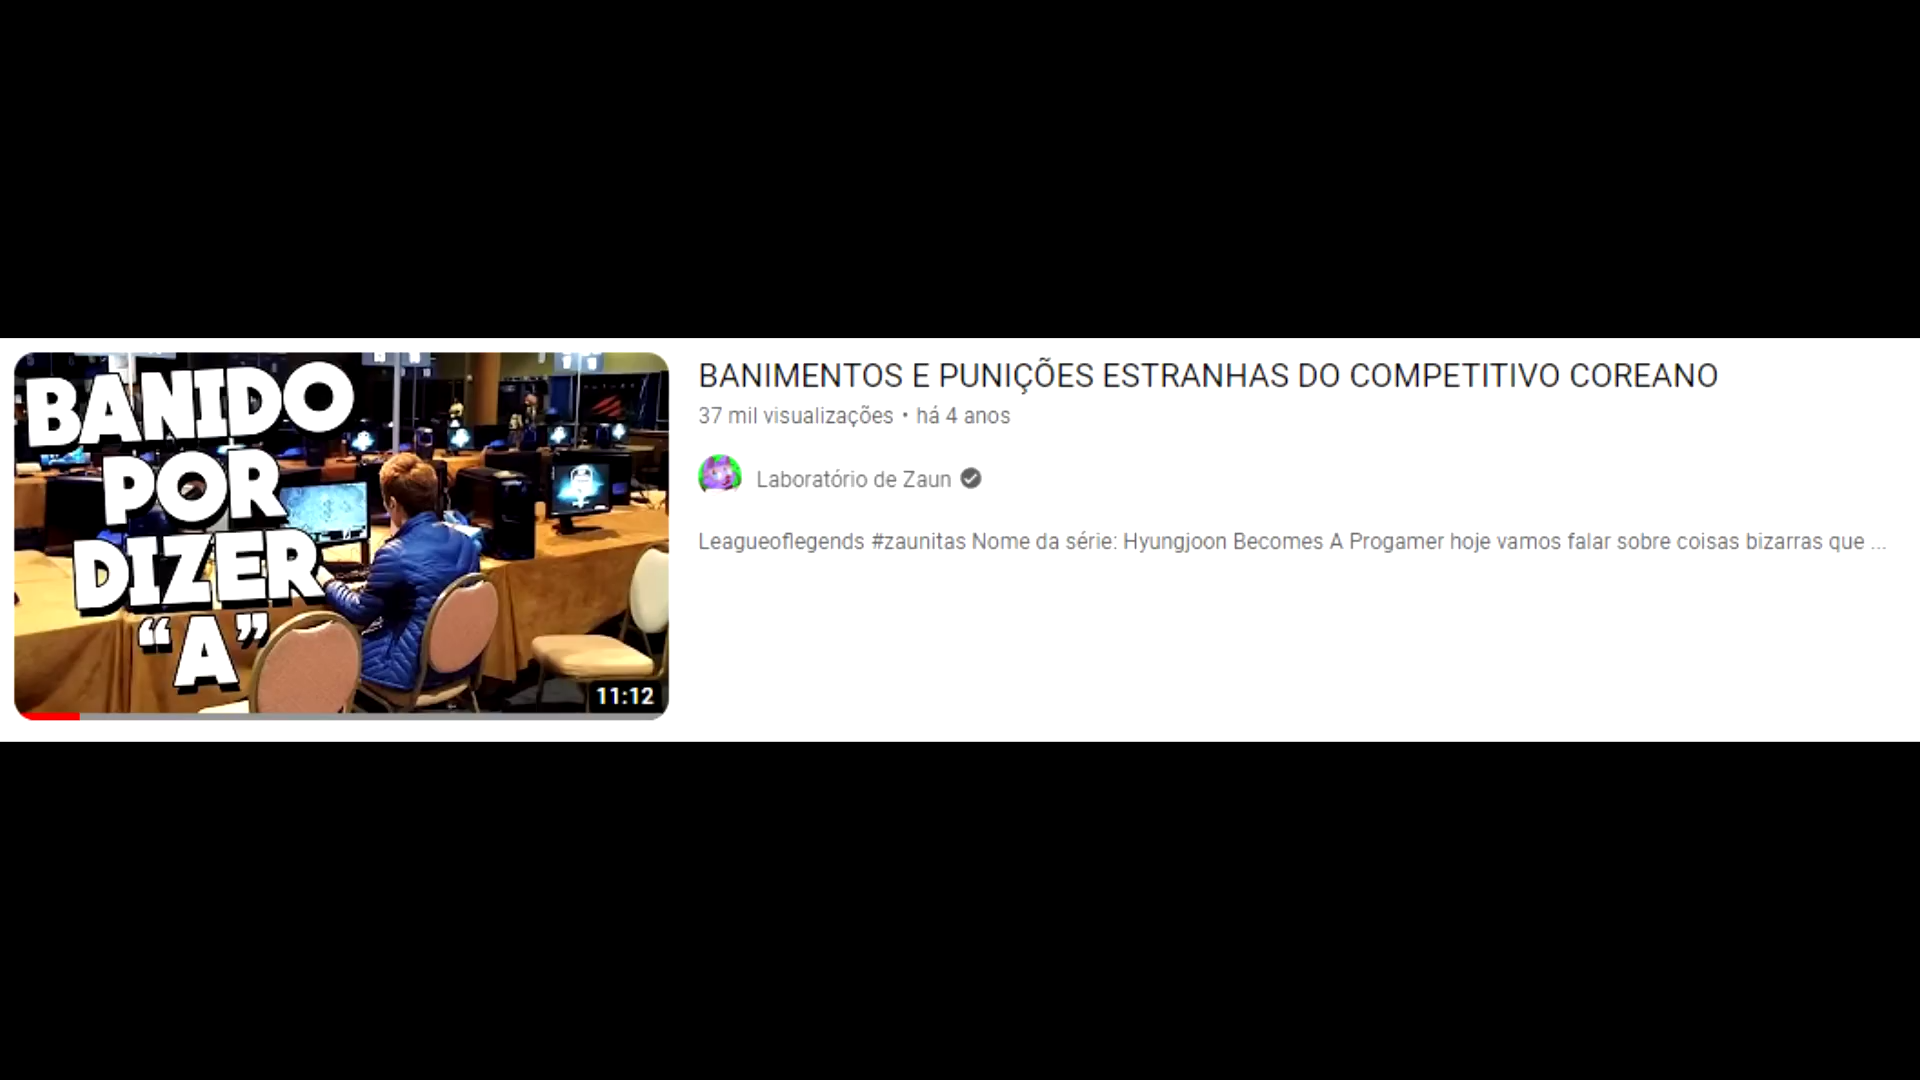 BANIDO
POR
DIZER
“A”
11:12
BANIMENTOS E PUNIÇÕES ESTRANHAS DO COMPETITIVO COREANO
37 mil visualizações • há 4 anos
Laboratório de Zaun
Leagueoflegends #zaunitas Nome da série: Hyungjoon Becomes A Progamer hoje vamos falar sobre coisas bizarras que ...